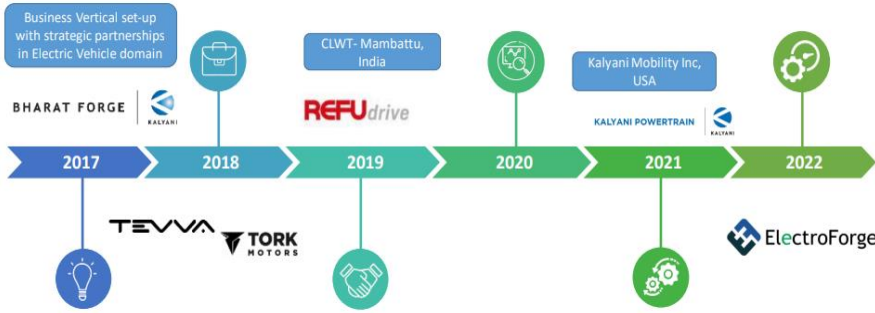 Business Vertical set-up
with strategic partnerships
in Electric Vehicle domain
CLWT- Mambattu,
India
Kalyani Mobility Inc,
USA
BHARAT FORGE
KALYANI
REFUdrive
KALYANI POWERTRAIN
KALYANI
2017
2018
2019
2020
2021
2022
TEVVA
TORK
MOTORS
ElectroForge